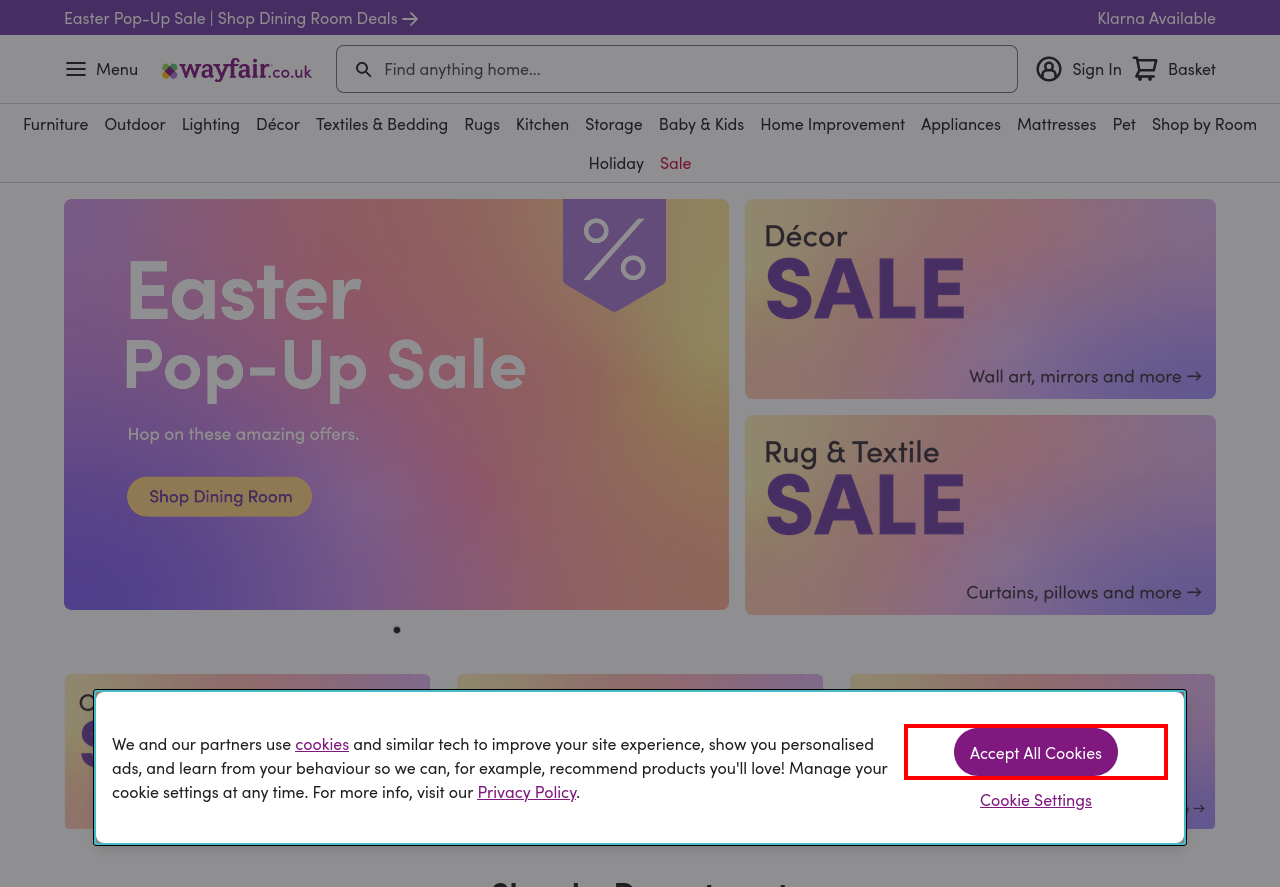 Easter Pop-Up Sale | Shop Dining Room Deals →
Klarna Available
Menu
wayfair.co.uk
Find anything home...
Sign In
Basket
Furniture Outdoor Lighting Décor Textiles & Bedding Rugs Kitchen Storage Baby & Kids Home Improvement Appliances Mattresses Pet Shop by Room
Holiday Sale
Easter
Pop-Up Sale
Hop on these amazing offers.
Shop Dining Room
%
Décor
SALE
Wall art, mirrors and more →
Rug & Textile
SALE
Curtains, pillows and more →
We and our partners use cookies and similar tech to improve your site experience, show you personalised
ads, and learn from your behaviour so we can, for example, recommend products you'll love! Manage your
cookie settings at any time. For more info, visit our Privacy Policy.
Accept All Cookies
Cookie Settings